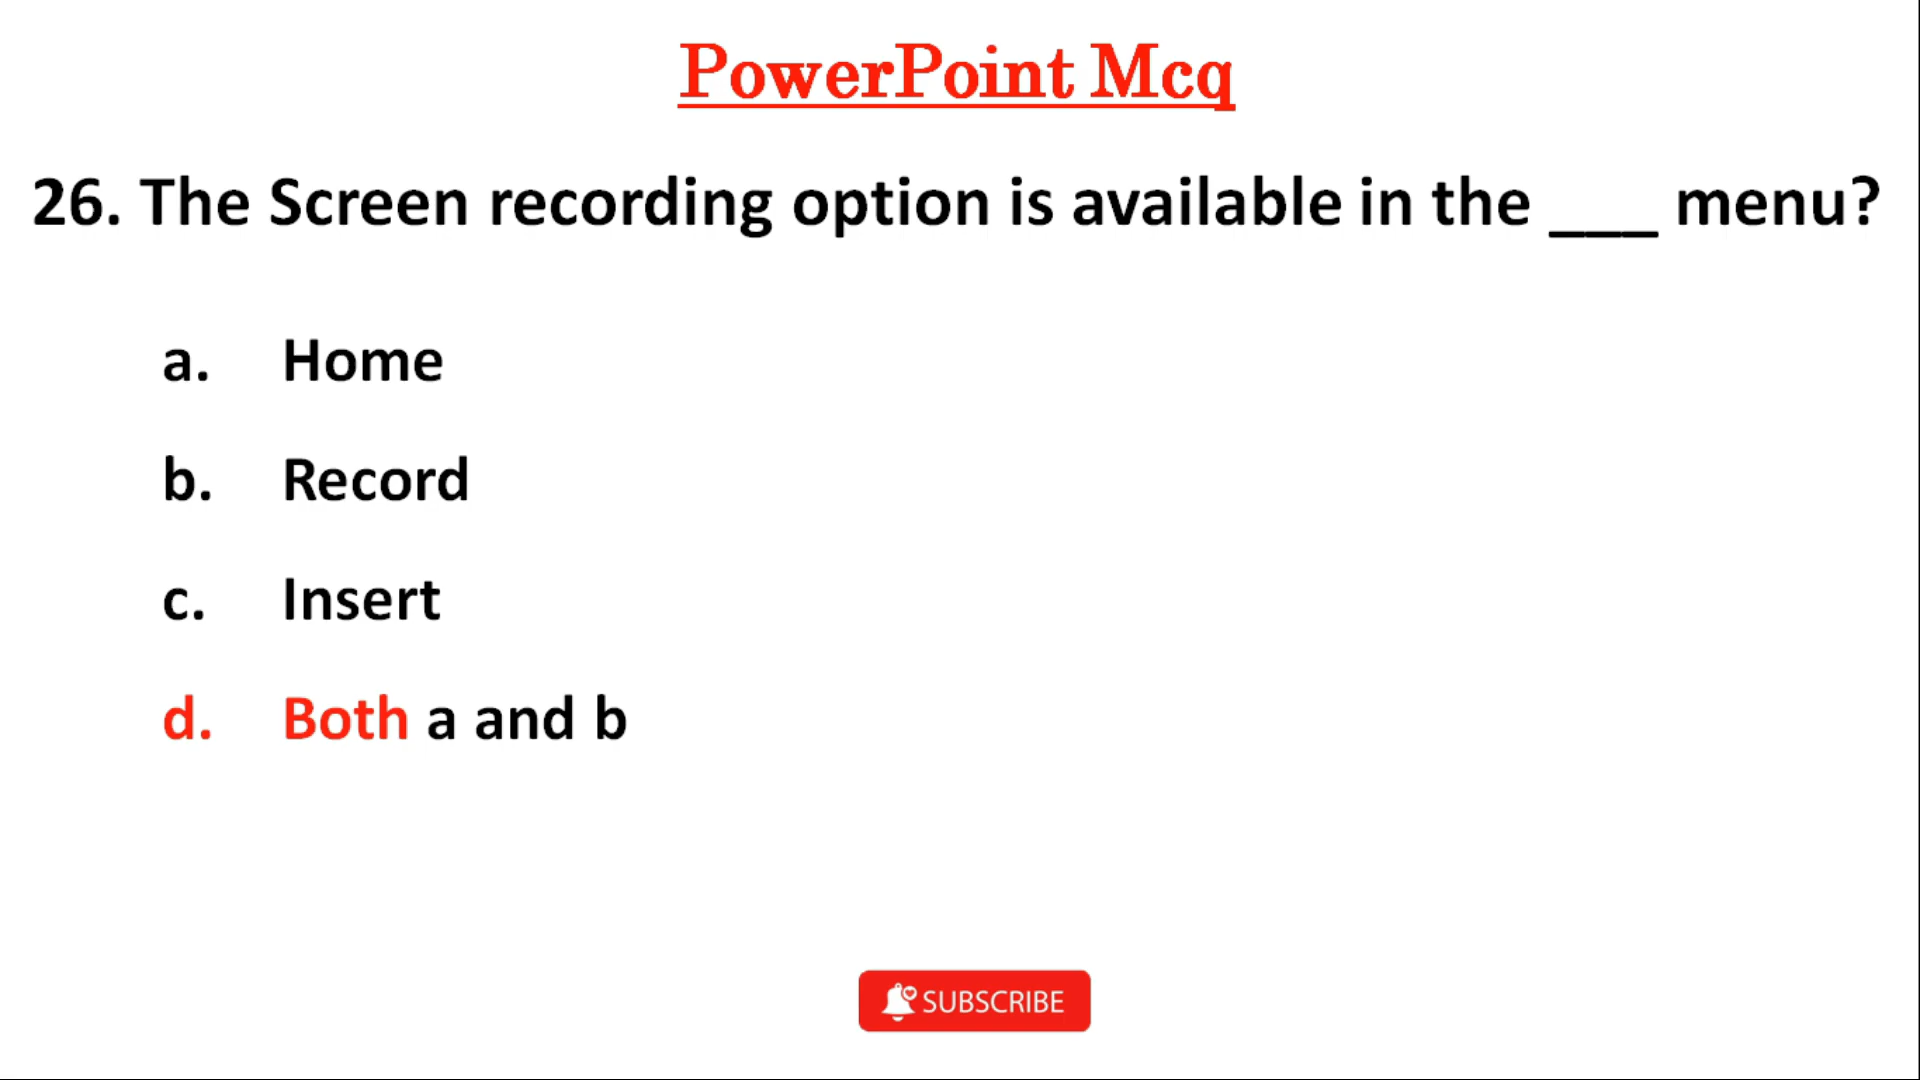 PowerPoint Mcq
26. The Screen recording option is available in the ___ menu?
a. Home
b. Record
c. Insert
d. Both a and b
SUBSCRIBE